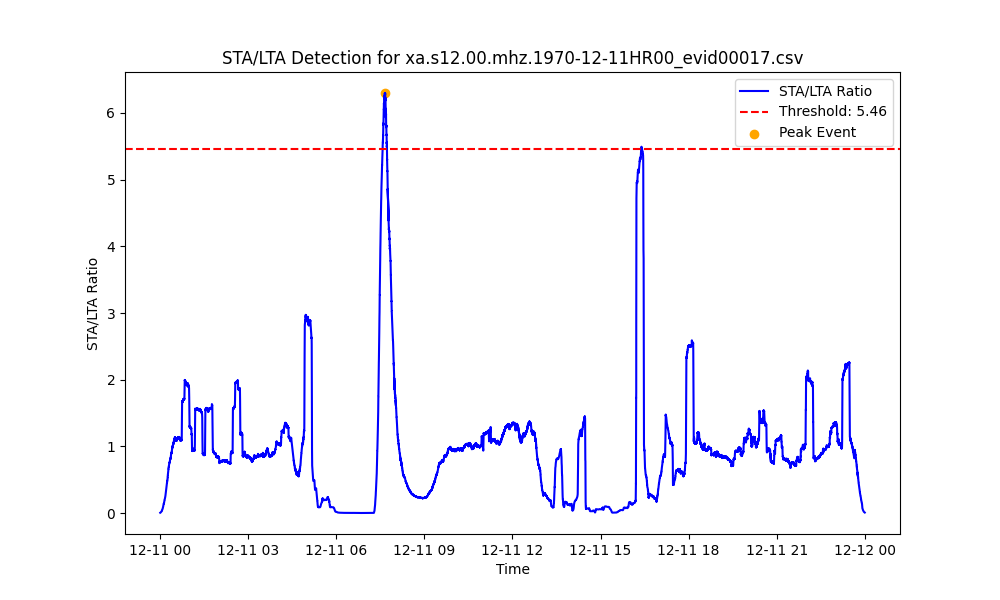 STA/LTA Detection for xa.s12.00.mhz.1970-12-11HR00_evid00017.csv
STA/LTA Ratio
Threshold: 5.46
Peak Event
6
5
4
3
2
1
0
STA/LTA Ratio
12-11 00 12-11 03 12-11 06 12-11 09 12-11 12 12-11 15 12-11 18 12-11 21 12-12 00
Time